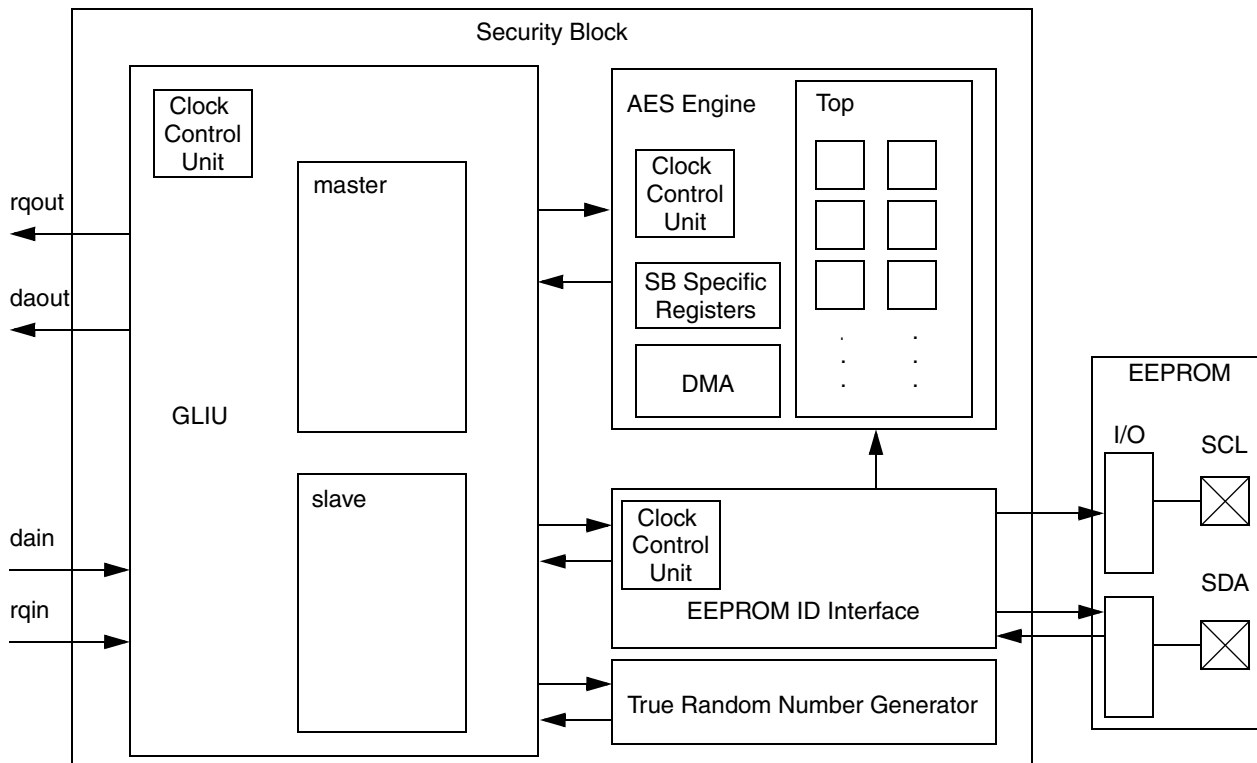 Security Block
Clock
Control
Unit
master
rqout
daout
GLIU
slave
dain
rqin
AES Engine
Top
Clock
Control
Unit
SB Specific
Registers
DMA
Clock
Control
Unit
EEPROM ID Interface
True Random Number Generator
EEPROM
I/O
SCL
SDA